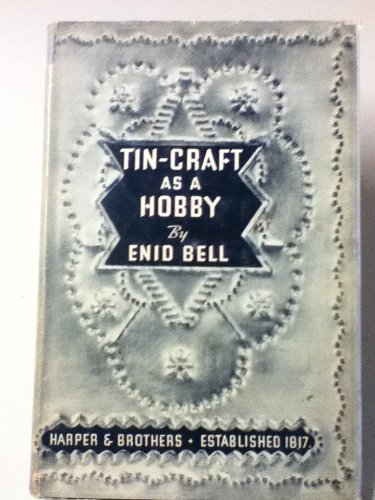 TIN-CRAFT
AS A
HOBBY
By
ENID BELL
HARPER & BROTHERS • ESTABLISHED 1817